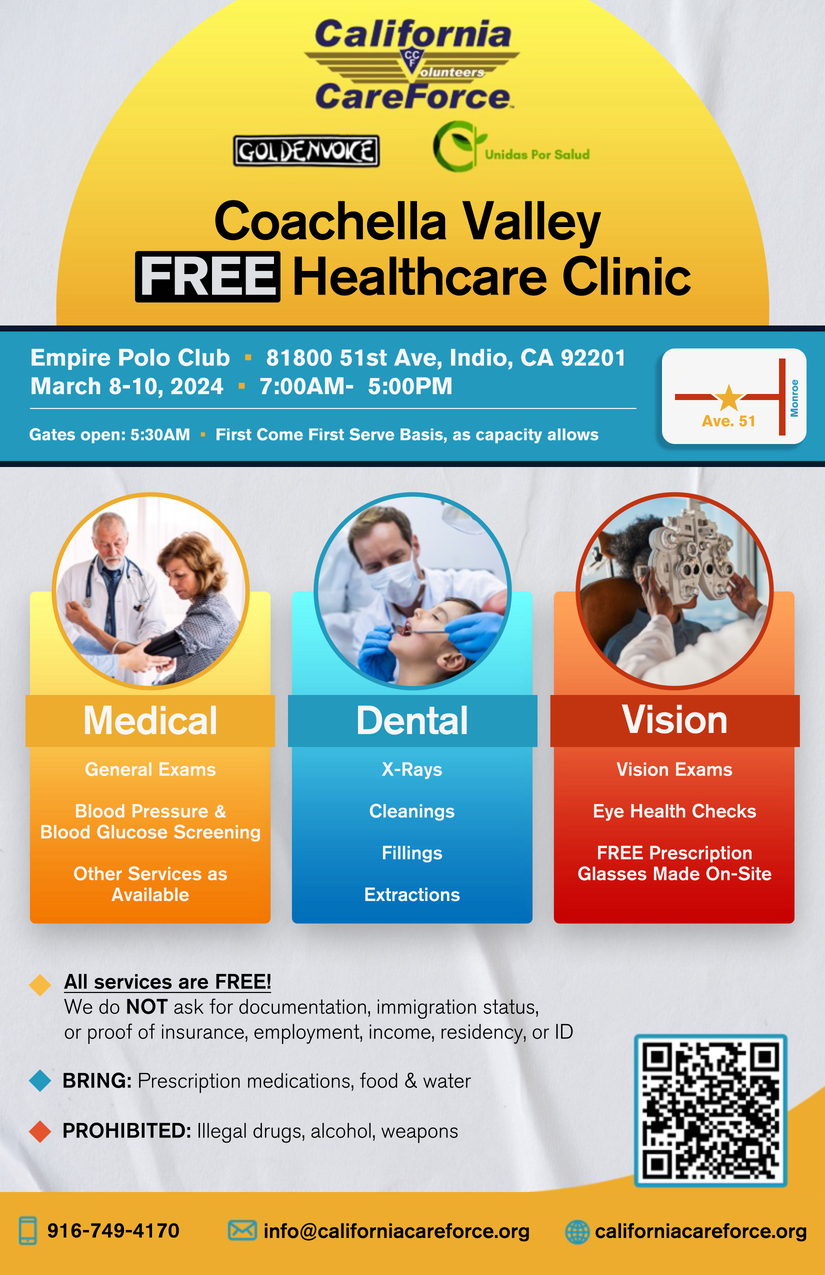 California
CCF
Volunteers
CareForce™
GOLDENVOICE
Unidas Por Salud
Coachella Valley
FREE Healthcare Clinic
Empire Polo Club ▪ 81800 51st Ave, Indio, CA 92201
March 8-10, 2024 ▪ 7:00AM- 5:00PM
Gates open: 5:30AM ▪ First Come First Serve Basis, as capacity allows
Ave. 51
Monroe
Medical
General Exams
Blood Pressure &
Blood Glucose Screening
Other Services as
Available
Dental
X-Rays
Cleanings
Fillings
Extractions
Vision
Vision Exams
Eye Health Checks
FREE Prescription
Glasses Made On-Site
All services are FREE!
We do NOT ask for documentation, immigration status,
or proof of insurance, employment, income, residency, or ID
BRING: Prescription medications, food & water
PROHIBITED: Illegal drugs, alcohol, weapons
916-749-4170
info@californiacareforce.org
californiacareforce.org